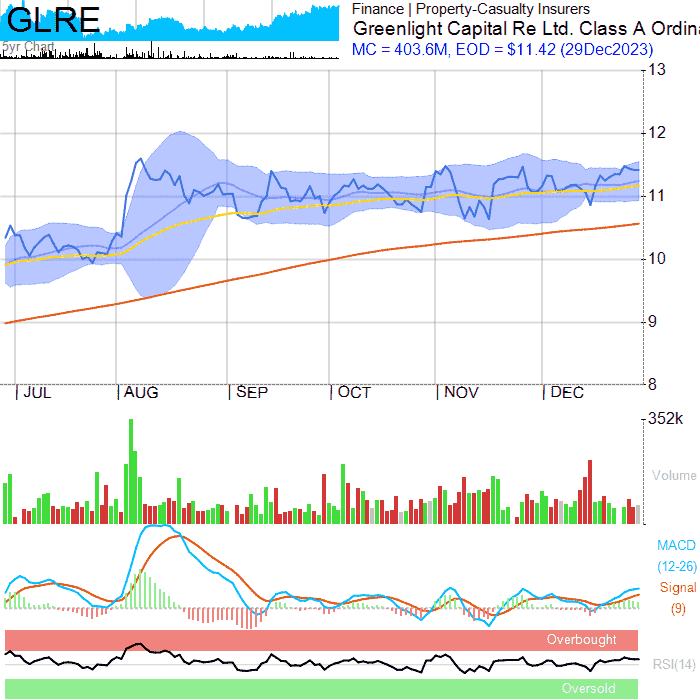 GLRE
5yr Chart
Finance | Property-Casualty Insurers
Greenlight Capital Re Ltd. Class A Ordin
MC = 403.6M, EOD = $11.42 (29Dec2023)
13
12
11
10
9
8
JUL AUG SEP OCT NOV DEC
352k
Volume
MACD
(12-26)
Signal
(9)
Overbought
RSI(14)
Oversold